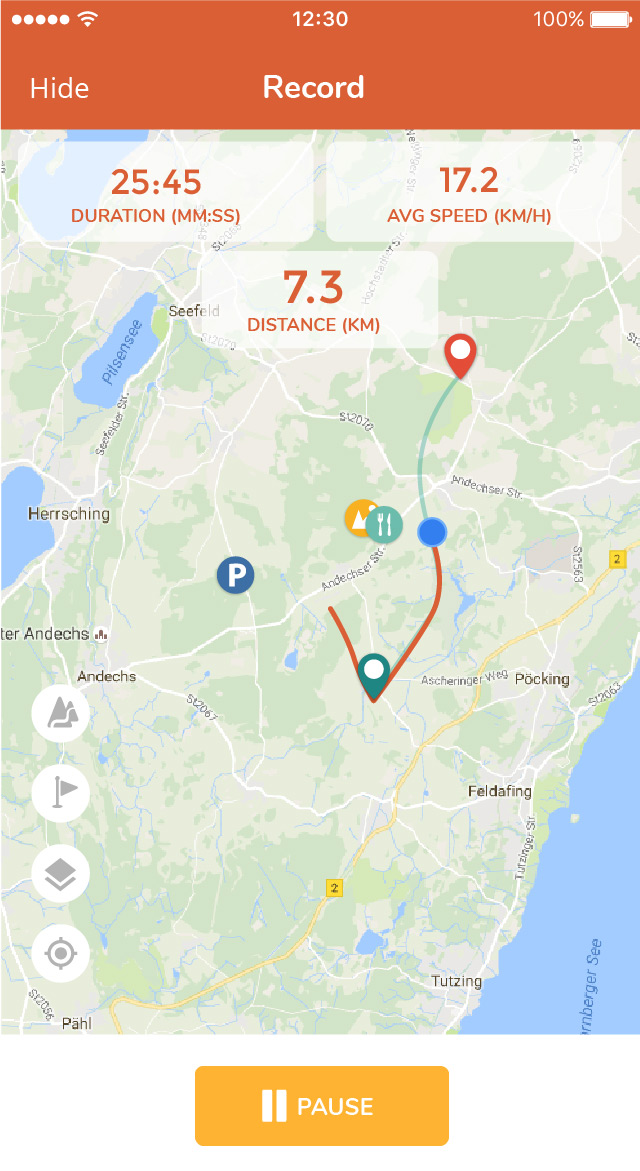 12:30
100%
Hide
Record
25:45
DURATION (MM:SS)
17.2
AVG SPEED (KM/H)
7.3
DISTANCE (KM)
Seefeld
Pilsensee
St2070
Seefelder Str.
St2070
Andechser Str.
Herrsching
P
Andechser Str.
St2563
2
ter Andechs
Andechs
Ascheringer Weg
Pöcking
St2067
St2063
Feldafing
Tutzinger Str.
2
Tutzing
rnberger See
St2056
Pähl
PAUSE